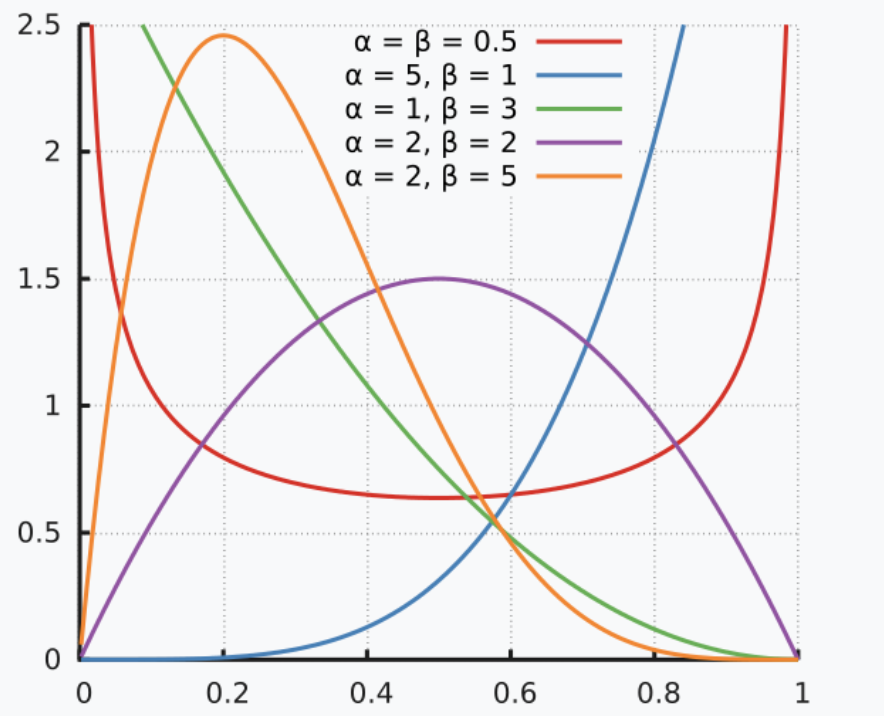 2.5
α = β = 0.5
α = 5, β = 1
α = 1, β = 3
2
α = 2, β = 2
α = 2, β = 5
1.5
1
0.5
0
0 0.2 0.4 0.6 0.8 1